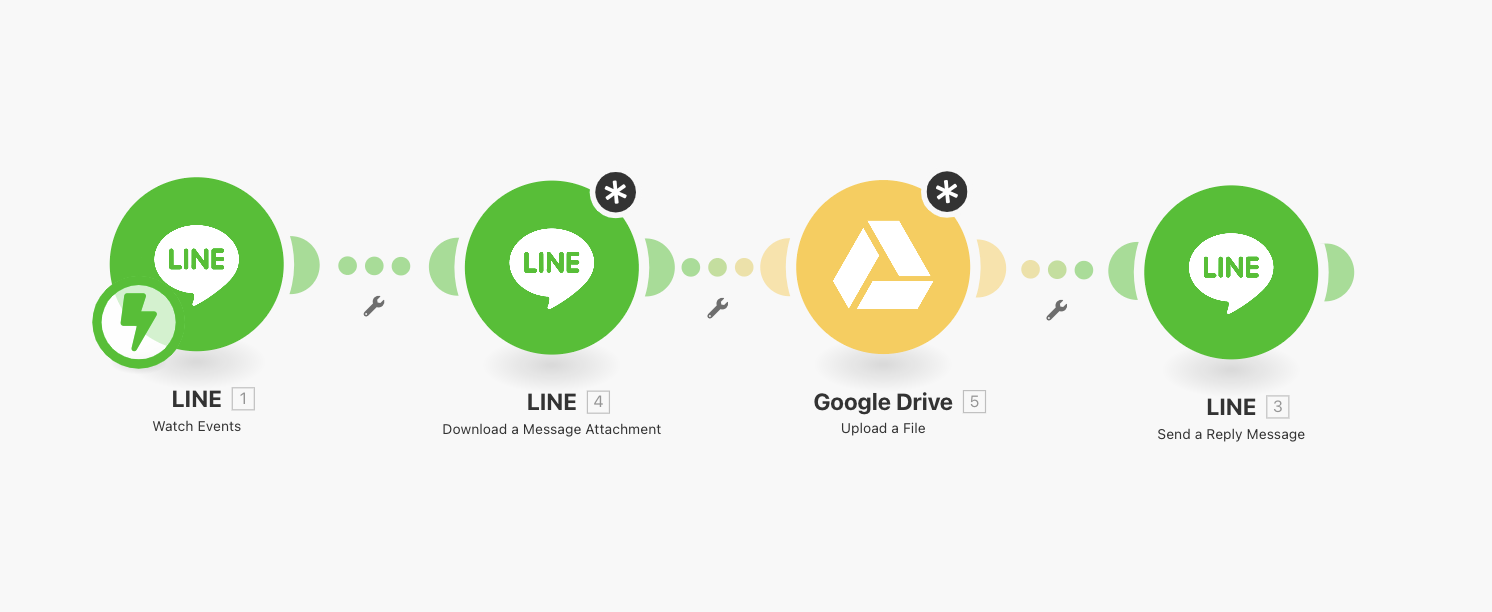 LINE
LINE
LINE
LINE 1
Watch Events
LINE 4
Download a Message Attachment
Google Drive 5
Upload a File
LINE 3
Send a Reply Message